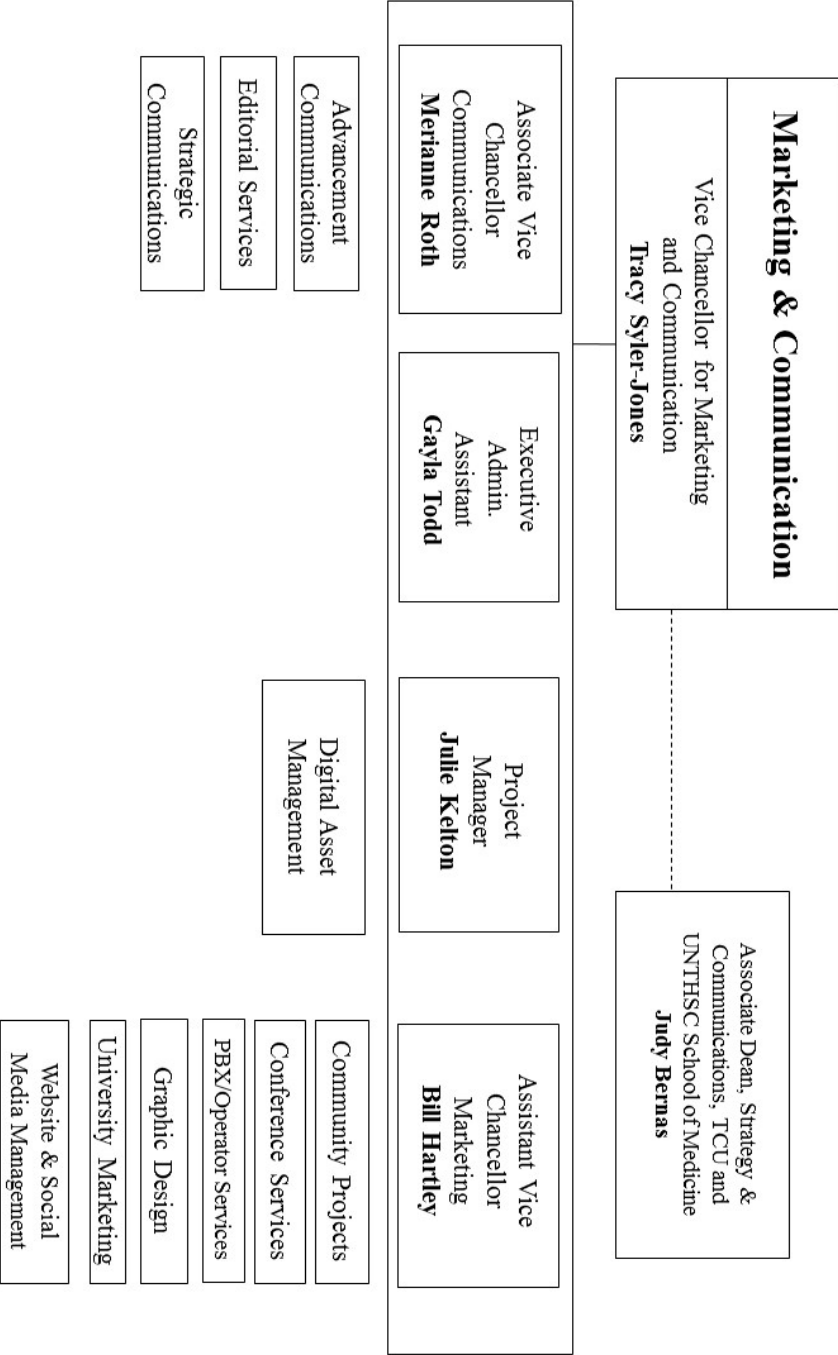 Marketing & Communication
Vice Chancellor for Marketing
and Communication
Tracy Syler-Jones
Associate Dean, Strategy &
Communications, TCU and
UNTHSC School of Medicine
Judy Bernas
Associate Vice
Chancellor
Communications
Merianne Roth
Executive
Admin.
Assistant
Gayla Todd
Project
Manager
Julie Kelton
Assistant Vice
Chancellor
Marketing
Bill Hartley
Advancement
Communications
Editorial Services
Strategic
Communications
Digital Asset
Management
Community Projects
Conference Services
PBX/Operator Services
Graphic Design
University Marketing
Website & Social
Media Management